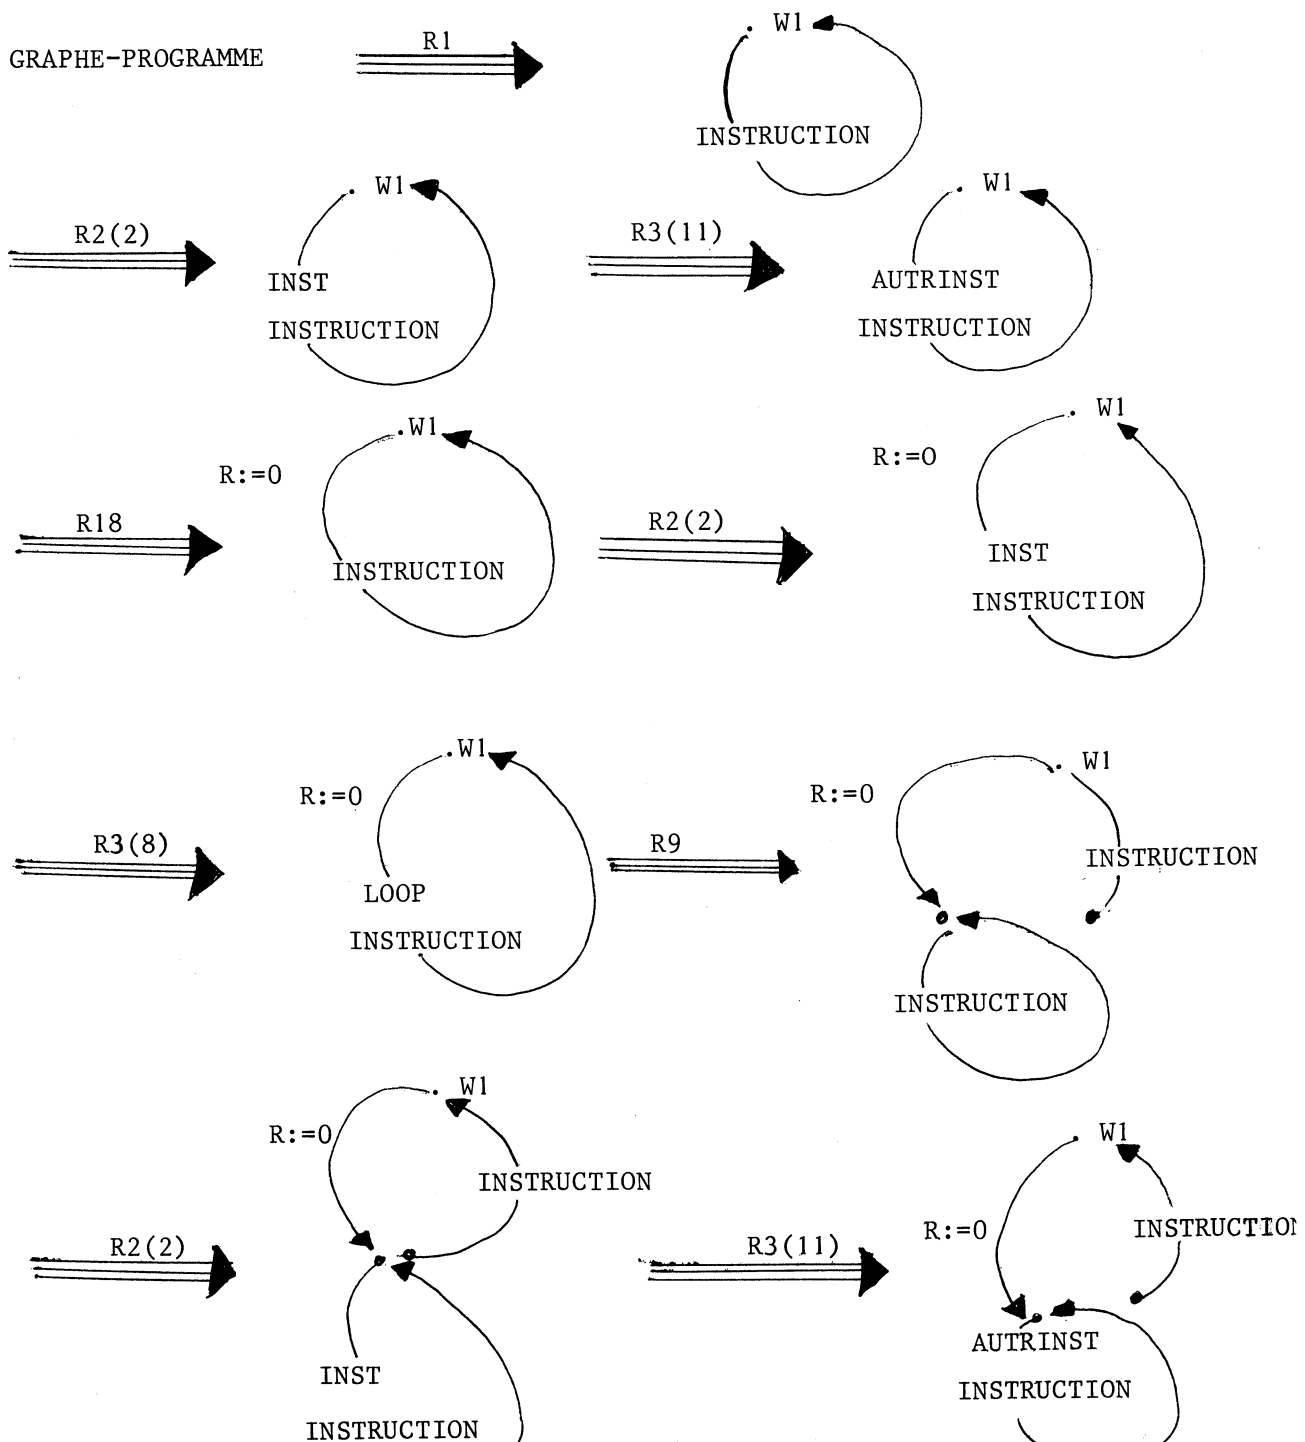 GRAPHE-PROGRAMME
R1
W1
INSTRUCTION
R2(2)
W1
INST
INSTRUCTION
R3(11)
W1
AUTRINST
INSTRUCTION
R18
R:=0
W1
INSTRUCTION
R2(2)
R:=0
W1
INST
INSTRUCTION
R3(8)
R:=0
W1
LOOP
INSTRUCTION
R9
R:=0
W1
INSTRUCTION
INSTRUCTION
R2(2)
R:=0
W1
INSTRUCTION
INST
INSTRUCTION
R3(11)
W1
R:=0
INSTRUCTION
AUTRINST
INSTRUCTION